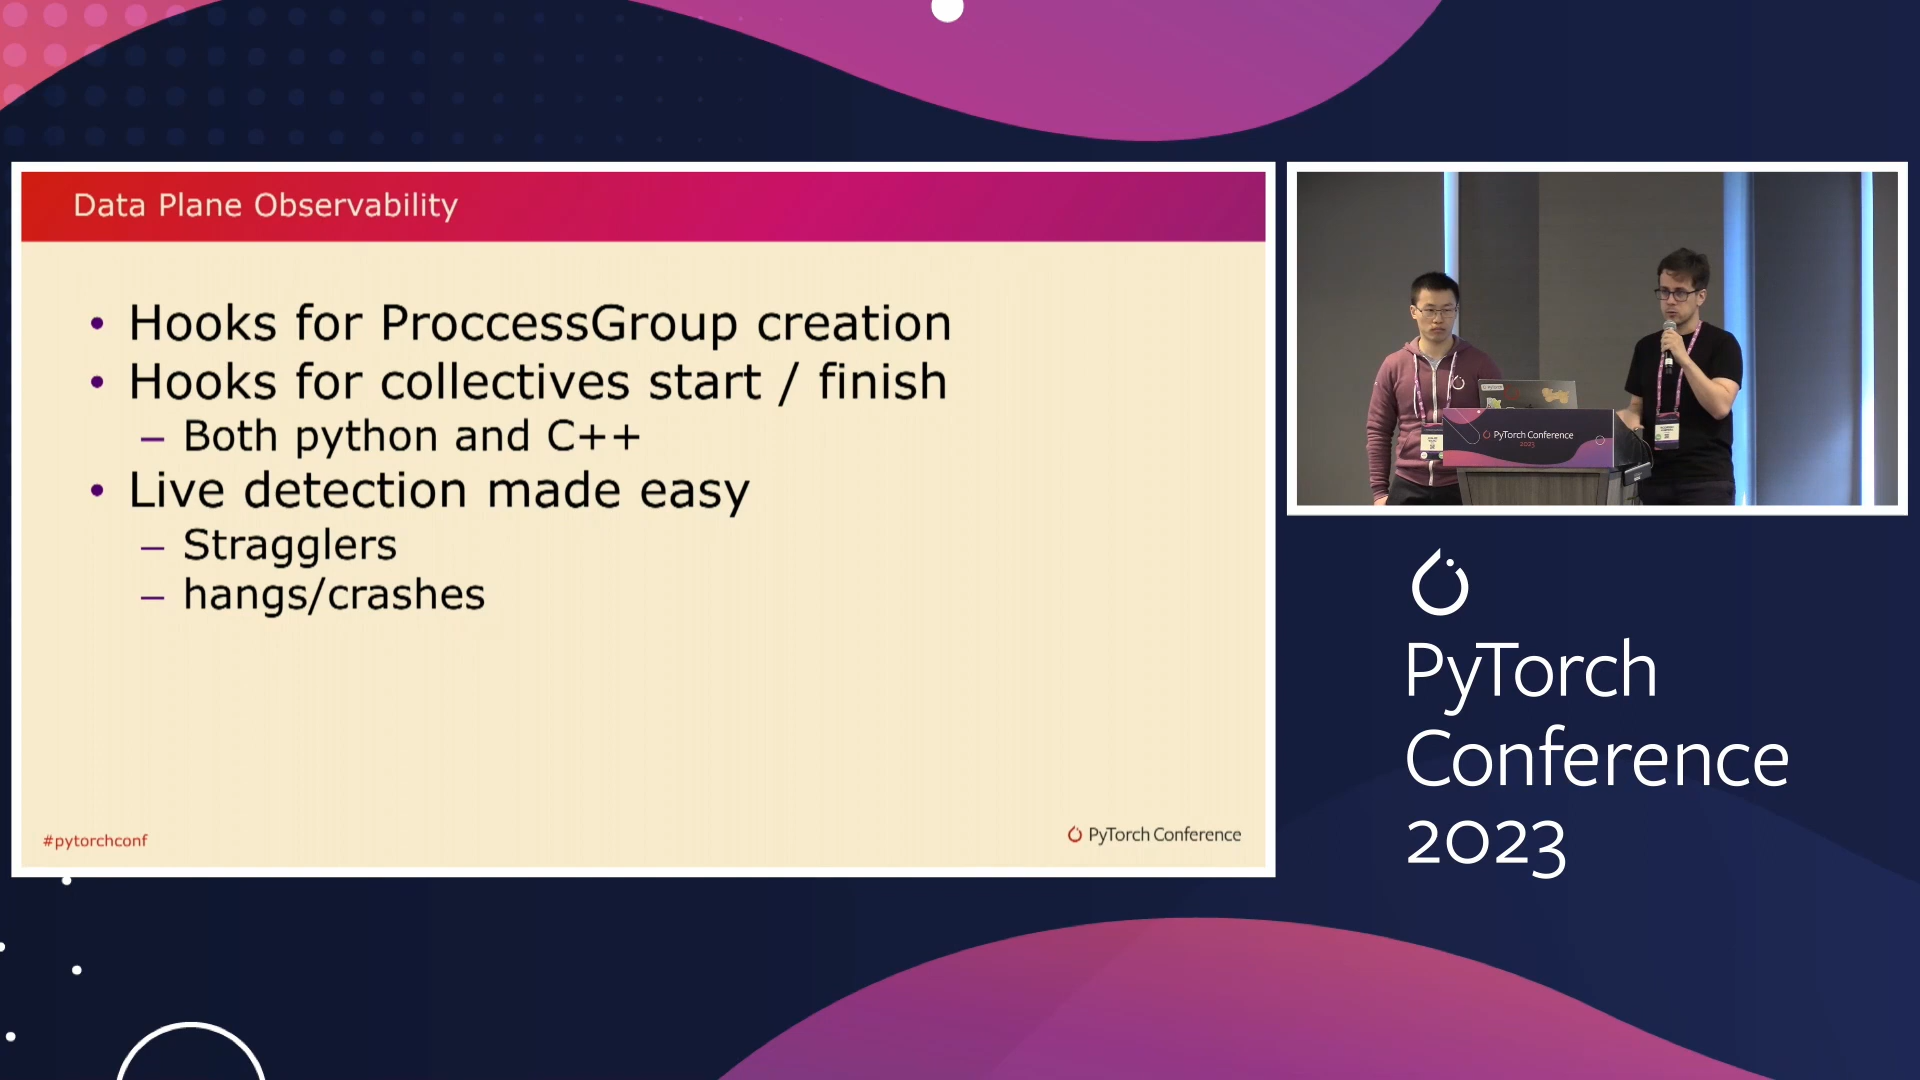 Data Plane Observability
• Hooks for ProccessGroup creation
• Hooks for collectives start / finish
– Both python and C++
• Live detection made easy
– Stragglers
– hangs/crashes
#pytorchconf
PyTorch Conference
PyTorch Conference
2023
PyTorch
Conference
2023